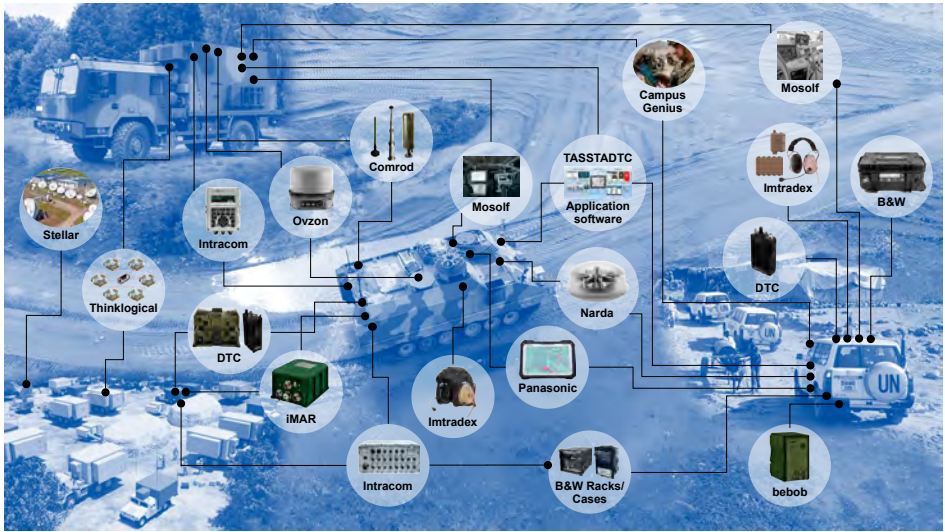 Campus
Genius
Mosolf
Comrod
Mosolf
TASSTADTC
Application
software
Imtradex
B&W
Stellar
Intracom
Ovzon
DTC
Thinklogical
Narda
DTC
Panasonic
iMAR
Imtradex
UN
Intracom
B&W Racks/
Cases
bebob